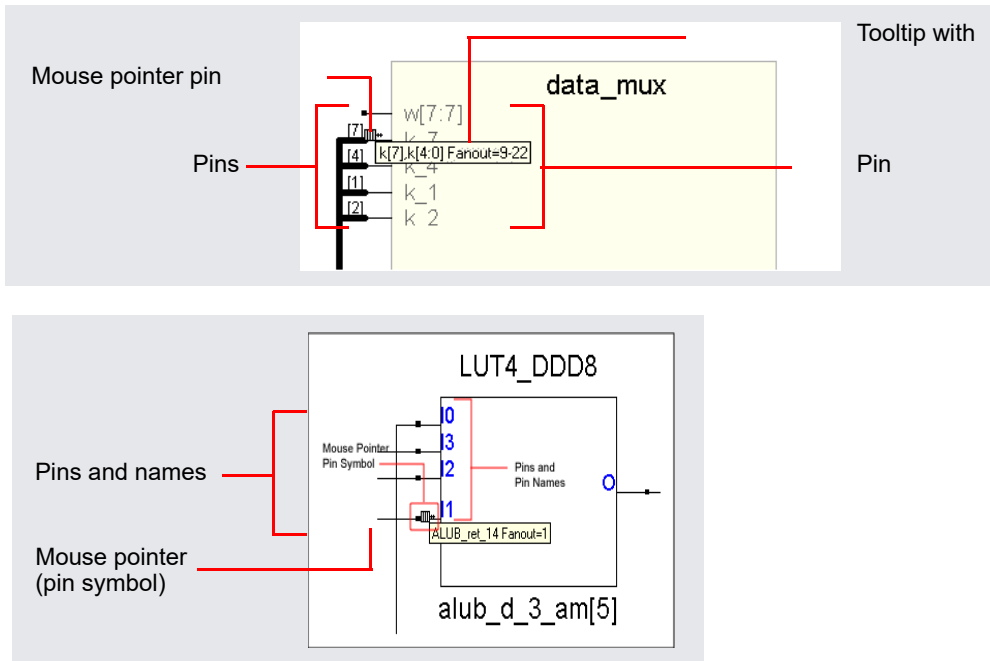 Tooltip with
Mouse pointer pin
data_mux
w[7:7]
[7]
k_7
k[7],k[4:0] Fanout=9-22
Pins
[4]
k_4
Pin
[1]
k_1
[2]
k_2
LUT4_DDD8
I0
I3
Mouse Pointer
Pin Symbol
I2
Pins and
Pin Names
Pins and names
O
I1
ALUB_ret_14 Fanout=1
Mouse pointer
(pin symbol)
alub_d_3_am[5]